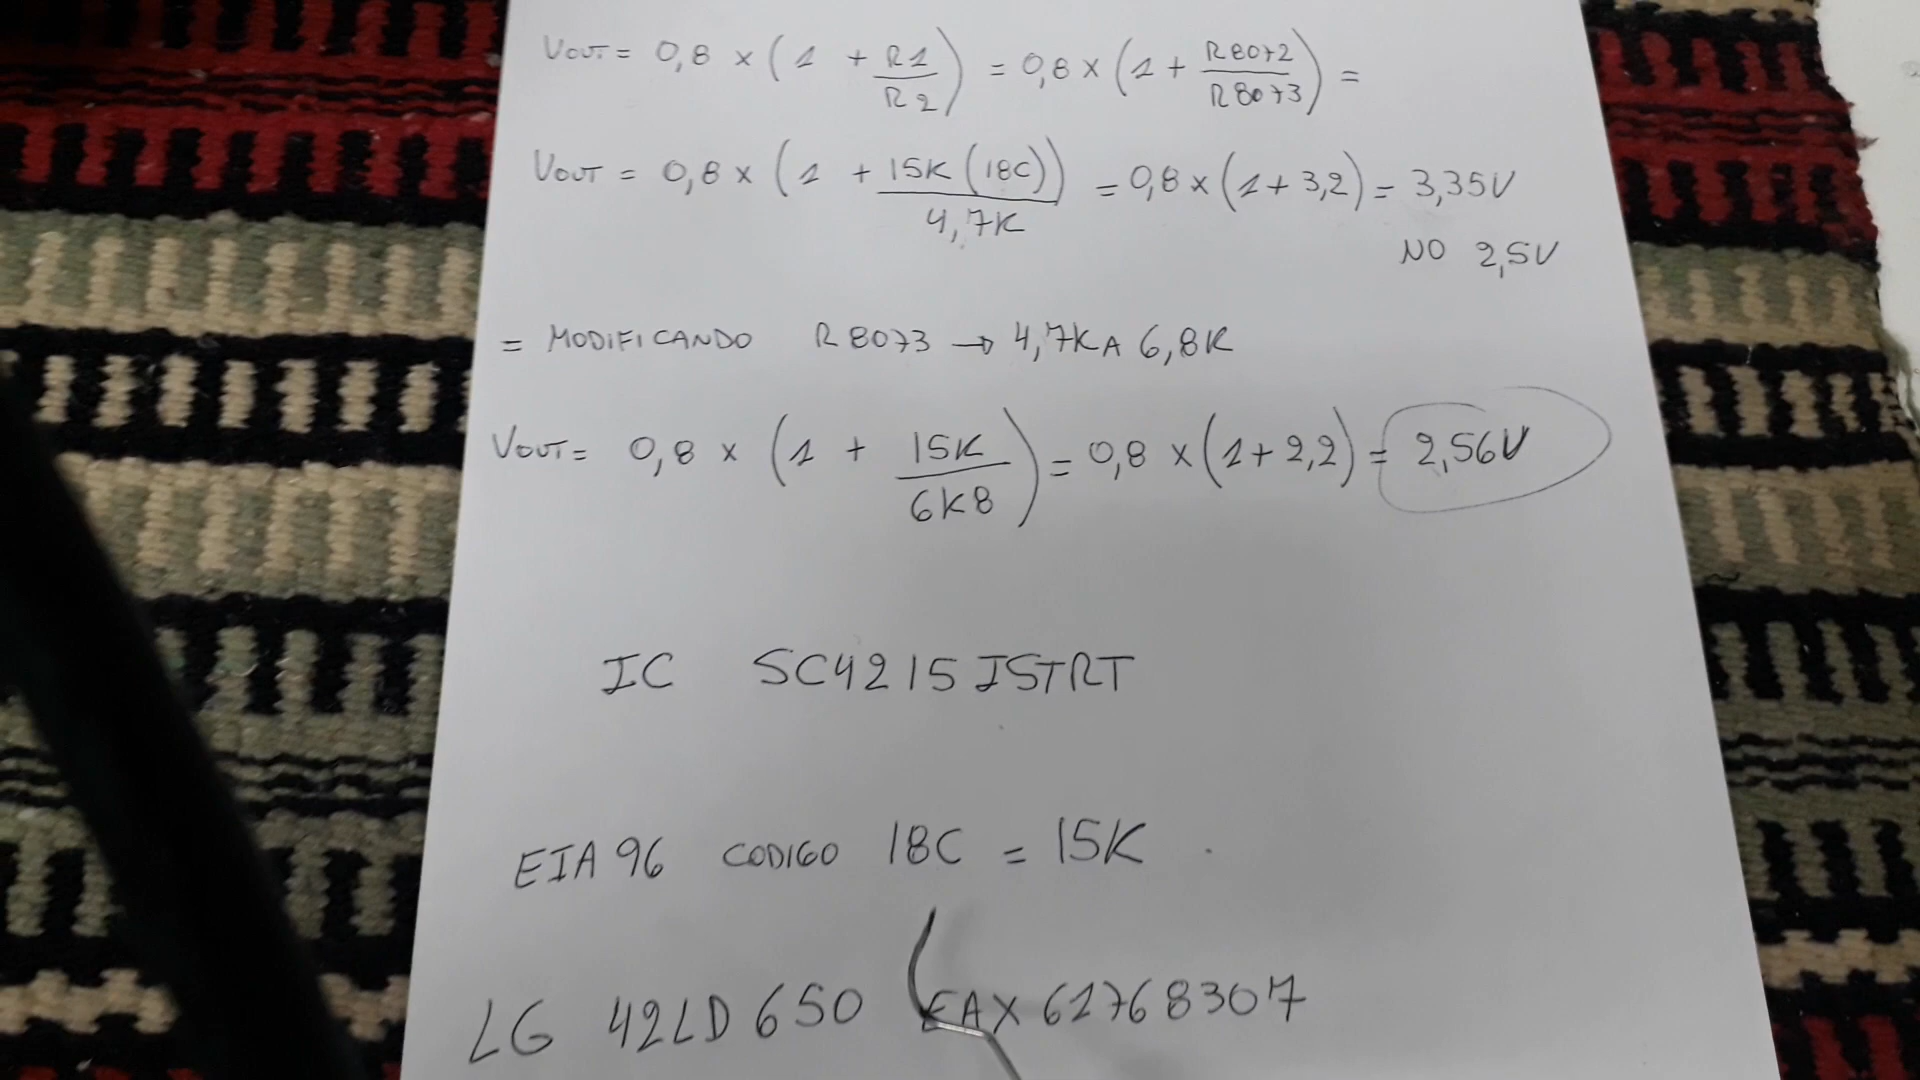 VOUT = 0,8 x (1 + R1/R2) = 0,8 x (1 + R8072/R8073) =
VOUT = 0,8 x (1 + 15K (18C)/4,7K) = 0,8 x (1 + 3,2) = 3,35V
NO 2,5V
= MODIFICANDO R8073 → 4,7K A 6,8K
VOUT = 0,8 x (1 + 15K/6K8) = 0,8 x (1 + 2,2) = 2,56V
IC SC4215ISTRT
EIA 96 CODIGO 18C = 15K .
LG 42LD650 (EAX61768307